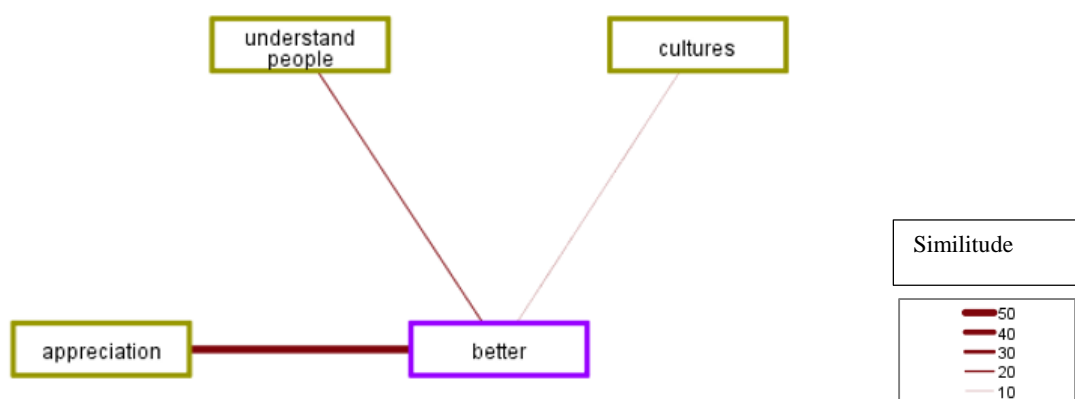 understand
people
cultures
Similitude
50
40
30
20
10
appreciation
better